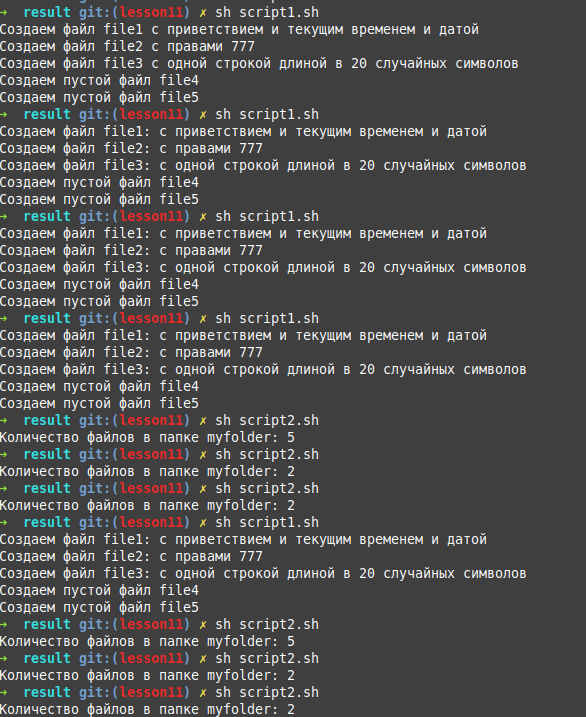 →  result git:(lesson11) ✗ sh script1.sh
Создаем файл file1 с приветствием и текущим временем и датой
Создаем файл file2 с правами 777
Создаем файл file3 с одной строкой длиной в 20 случайных символов
Создаем пустой файл file4
Создаем пустой файл file5
→  result git:(lesson11) ✗ sh script1.sh
Создаем файл file1: с приветствием и текущим временем и датой
Создаем файл file2: с правами 777
Создаем файл file3: с одной строкой длиной в 20 случайных символов
Создаем пустой файл file4
Создаем пустой файл file5
→  result git:(lesson11) ✗ sh script1.sh
Создаем файл file1: с приветствием и текущим временем и датой
Создаем файл file2: с правами 777
Создаем файл file3: с одной строкой длиной в 20 случайных символов
Создаем пустой файл file4
Создаем пустой файл file5
→  result git:(lesson11) ✗ sh script1.sh
Создаем файл file1: с приветствием и текущим временем и датой
Создаем файл file2: с правами 777
Создаем файл file3: с одной строкой длиной в 20 случайных символов
Создаем пустой файл file4
Создаем пустой файл file5
→  result git:(lesson11) ✗ sh script2.sh
Количество файлов в папке myfolder: 5
→  result git:(lesson11) ✗ sh script2.sh
Количество файлов в папке myfolder: 2
→  result git:(lesson11) ✗ sh script2.sh
Количество файлов в папке myfolder: 2
→  result git:(lesson11) ✗ sh script1.sh
Создаем файл file1: с приветствием и текущим временем и датой
Создаем файл file2: с правами 777
Создаем файл file3: с одной строкой длиной в 20 случайных символов
Создаем пустой файл file4
Создаем пустой файл file5
→  result git:(lesson11) ✗ sh script2.sh
Количество файлов в папке myfolder: 5
→  result git:(lesson11) ✗ sh script2.sh
Количество файлов в папке myfolder: 2
→  result git:(lesson11) ✗ sh script2.sh
Количество файлов в папке myfolder: 2